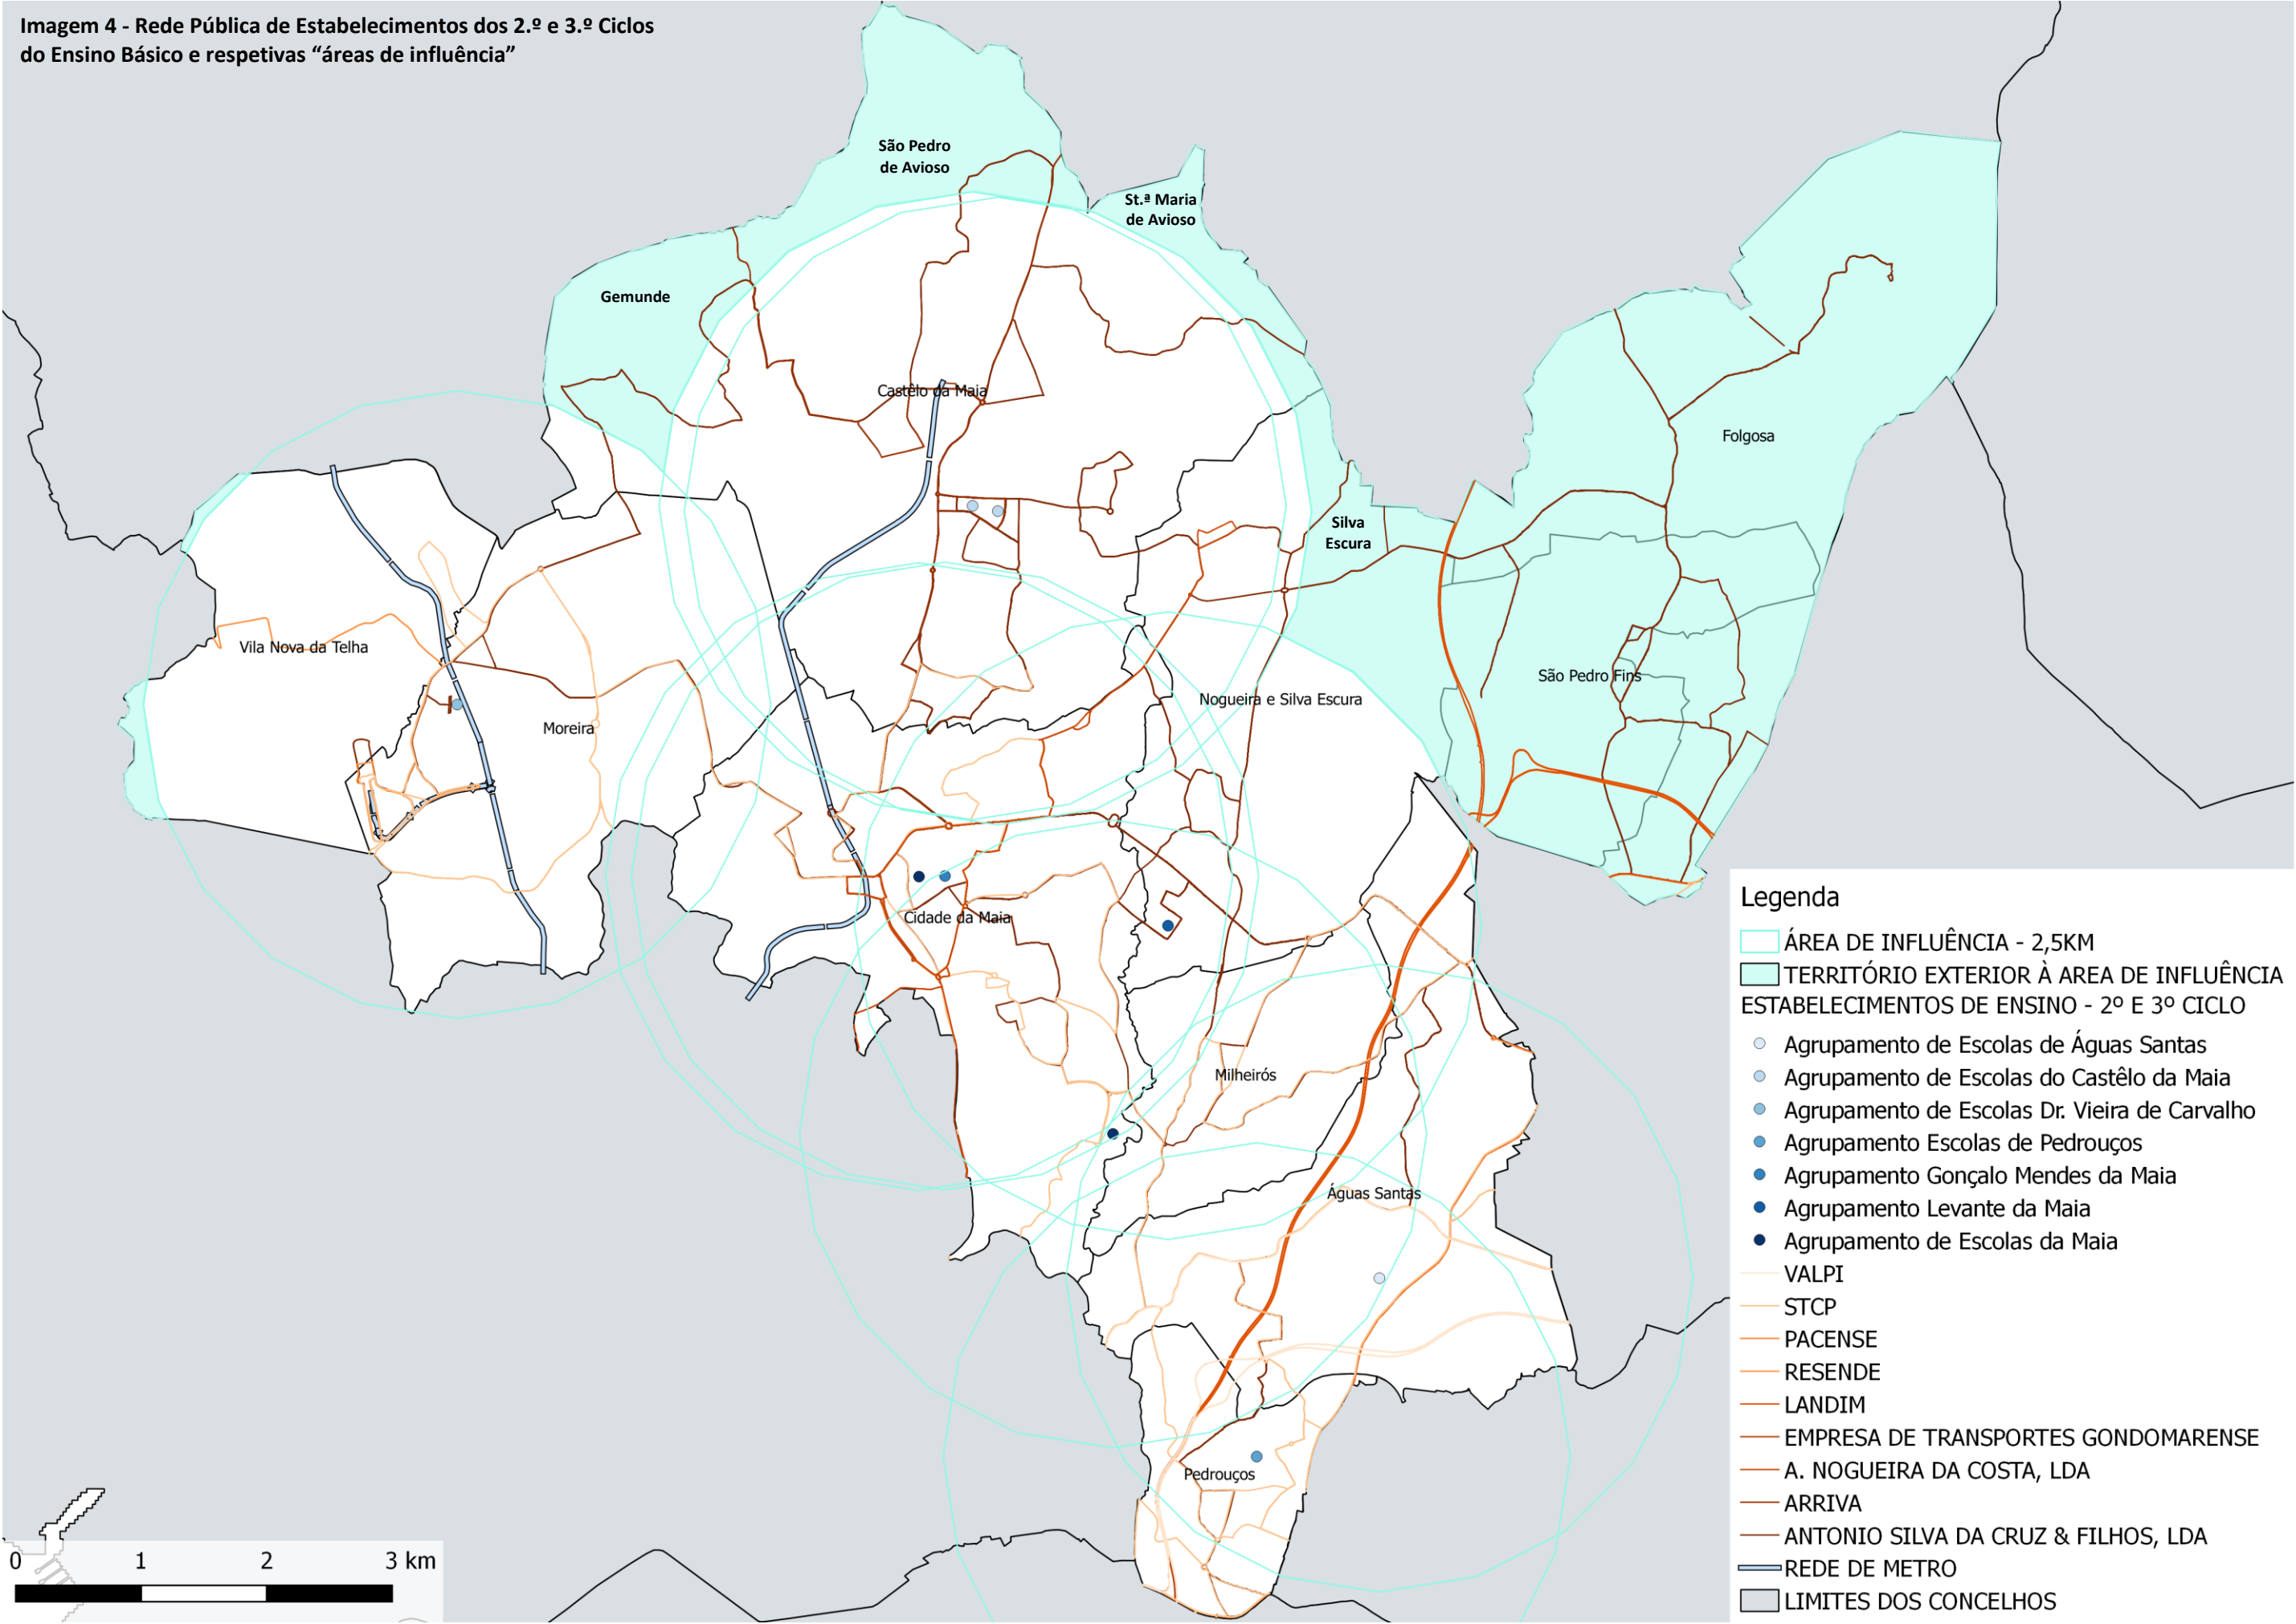 Imagem 4 - Rede Pública de Estabelecimentos dos 2.º e 3.º Ciclos
do Ensino Básico e respetivas “áreas de influência”
São Pedro
de Avioso
St.ª Maria
de Avioso
Gemunde
Castêlo da Maia
Folgosa
Silva
Escura
Vila Nova da Telha
São Pedro Fins
Nogueira e Silva Escura
Moreira
Cidade da Maia
Milheirós
Águas Santas
Pedrouços
Legenda
ÁREA DE INFLUÊNCIA - 2,5KM
TERRITÓRIO EXTERIOR À AREA DE INFLUÊNCIA
ESTABELECIMENTOS DE ENSINO - 2º E 3º CICLO
Agrupamento de Escolas de Águas Santas
Agrupamento de Escolas do Castêlo da Maia
Agrupamento de Escolas Dr. Vieira de Carvalho
Agrupamento Escolas de Pedrouços
Agrupamento Gonçalo Mendes da Maia
Agrupamento Levante da Maia
Agrupamento de Escolas da Maia
VALPI
STCP
PACENSE
RESENDE
LANDIM
EMPRESA DE TRANSPORTES GONDOMARENSE
A. NOGUEIRA DA COSTA, LDA
ARRIVA
ANTONIO SILVA DA CRUZ & FILHOS, LDA
REDE DE METRO
LIMITES DOS CONCELHOS
0 1 2 3 km